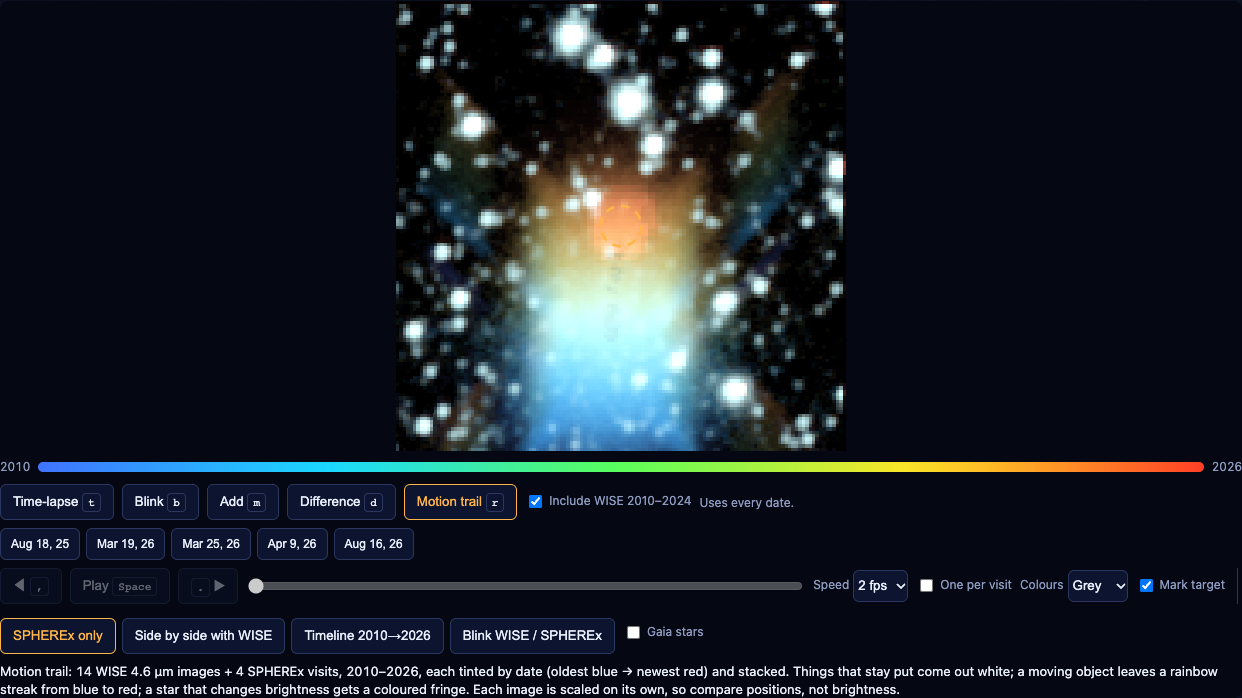 2010 2026
Time-lapse t Blink b Add m Difference d Motion trail r Include WISE 2010–2024 Uses every date.
Aug 18, 25 Mar 19, 26 Mar 25, 26 Apr 9, 26 Aug 16, 26
◀ , Play Space . ▶ Speed 2 fps One per visit Colours Grey Mark target
SPHEREx only Side by side with WISE Timeline 2010→2026 Blink WISE / SPHEREx Gaia stars
Motion trail: 14 WISE 4.6 µm images + 4 SPHEREx visits, 2010–2026, each tinted by date (oldest blue → newest red) and stacked. Things that stay put come out white; a moving object leaves a rainbow
streak from blue to red; a star that changes brightness gets a coloured fringe. Each image is scaled on its own, so compare positions, not brightness.